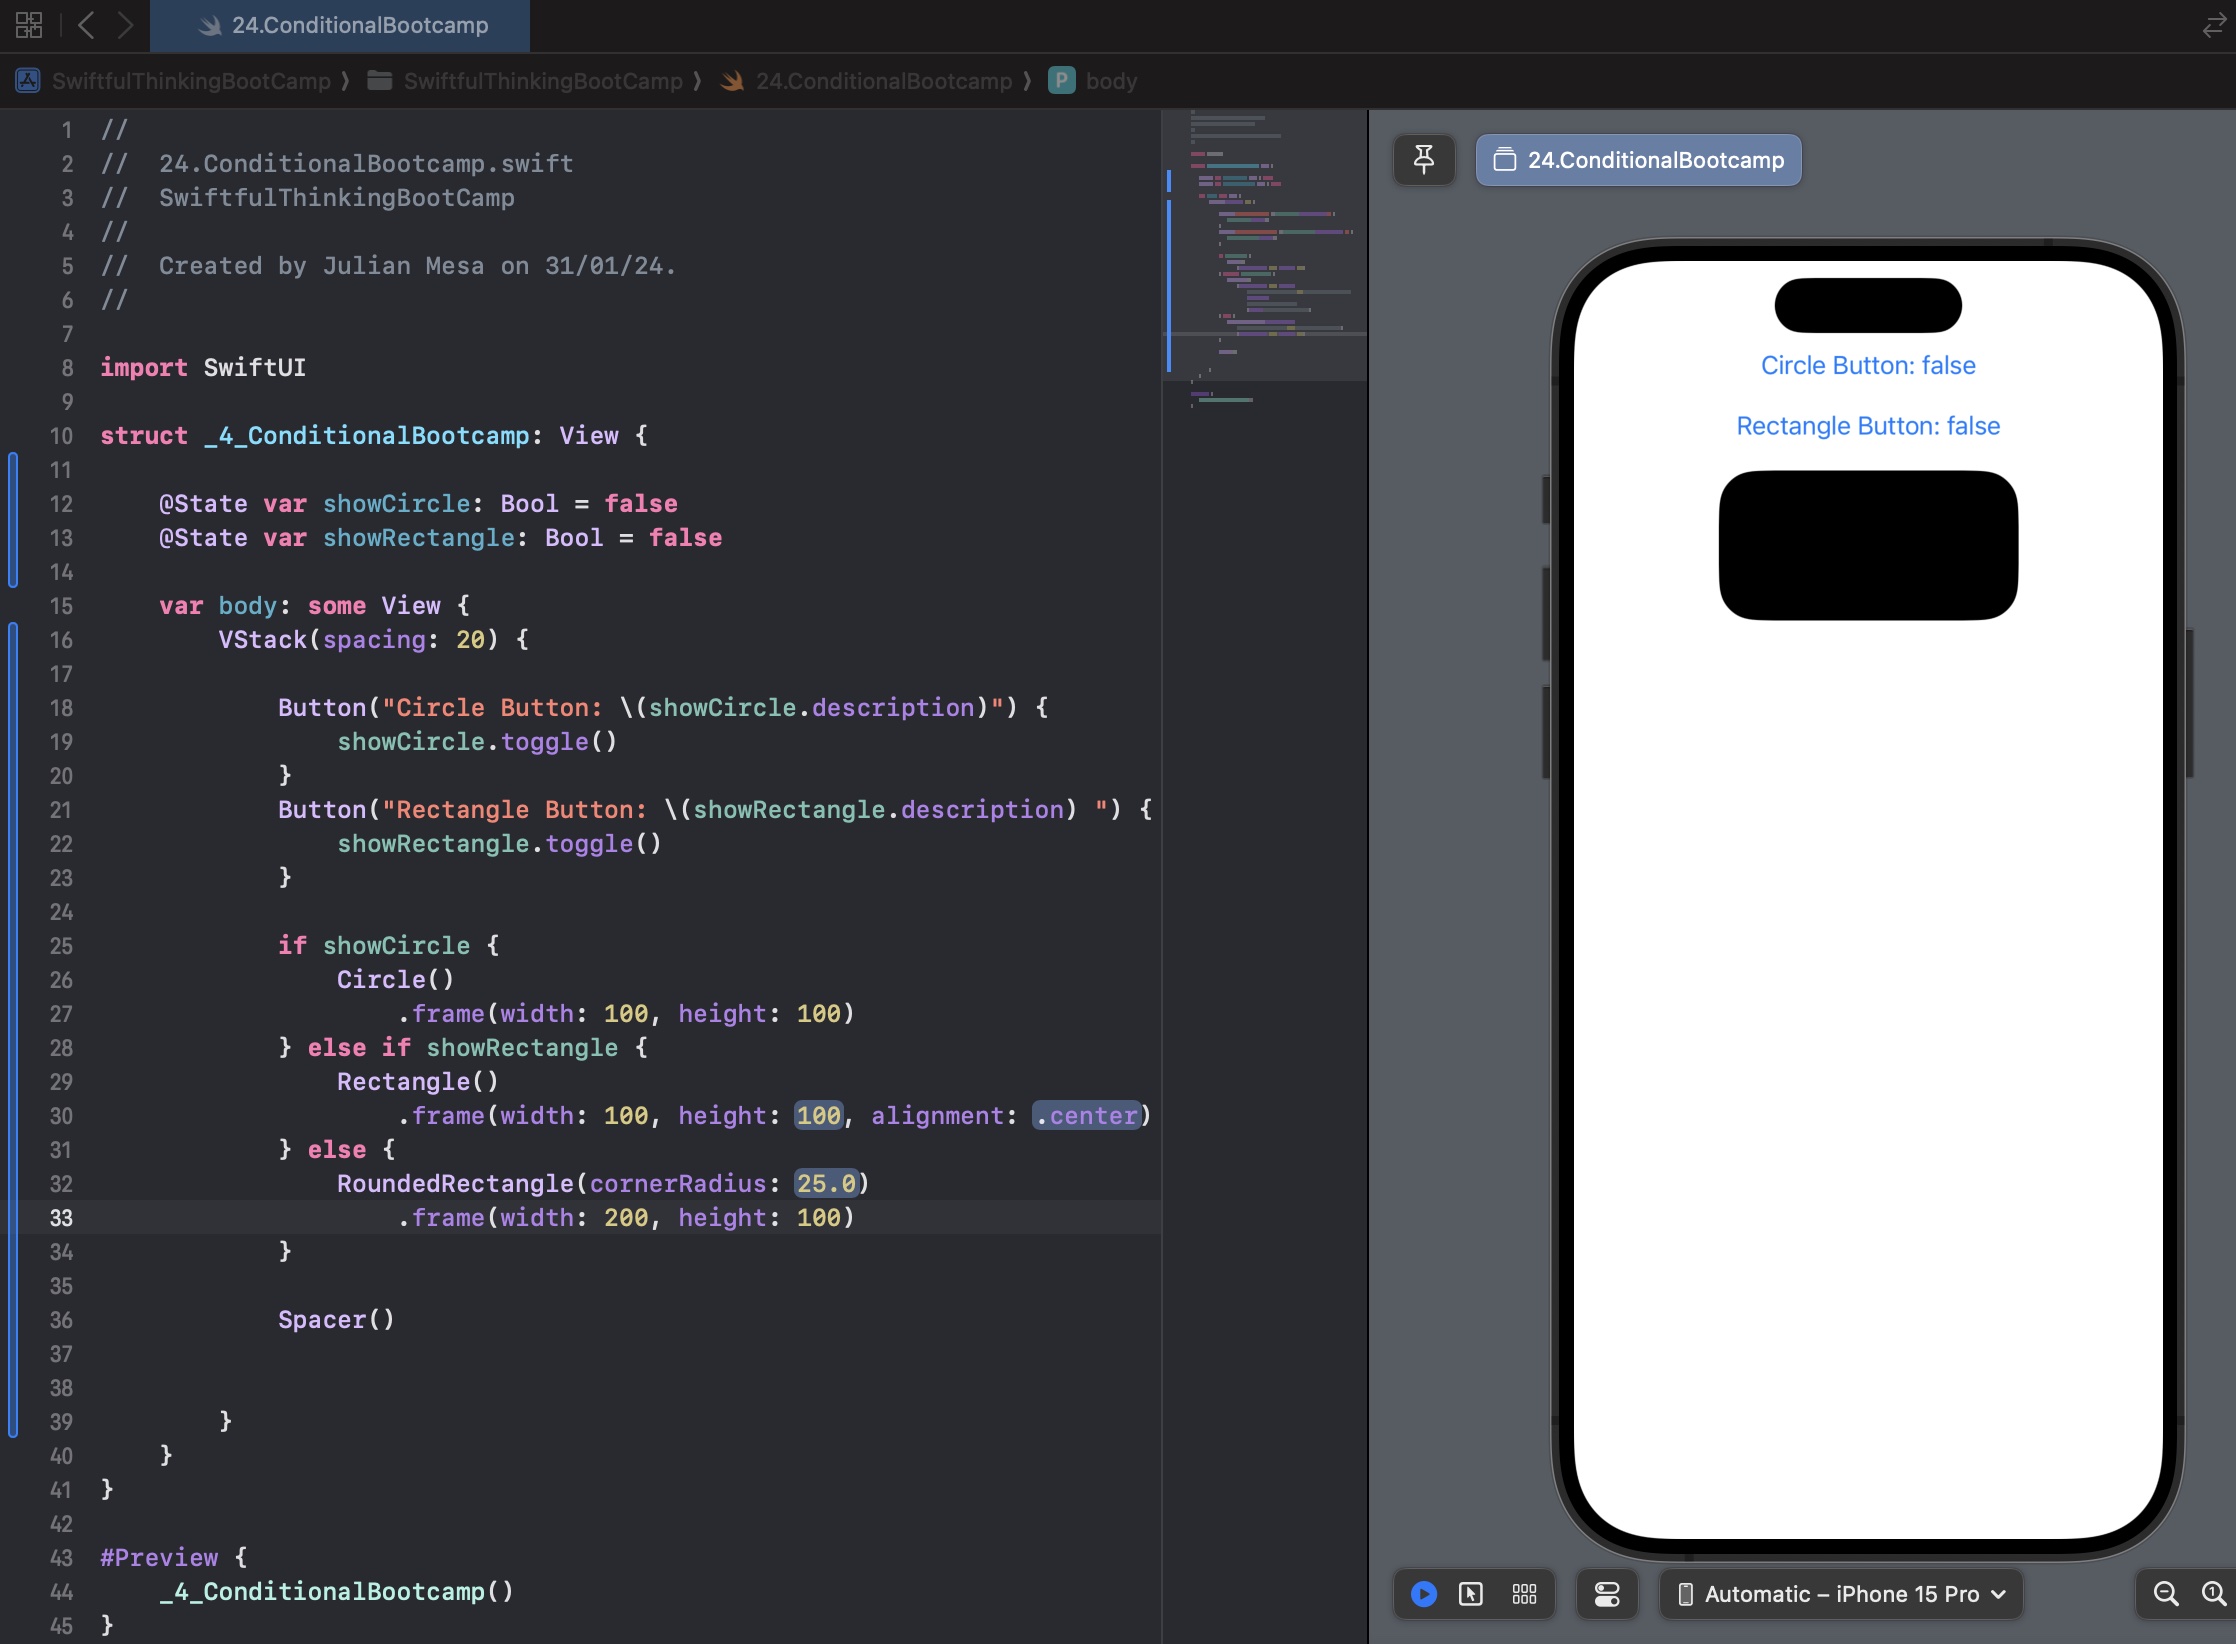 24.ConditionalBootcamp
SwiftfulThinkingBootCamp ⟩ SwiftfulThinkingBootCamp ⟩ 24.ConditionalBootcamp ⟩ P body
1 //
2 //  24.ConditionalBootcamp.swift
3 //  SwiftfulThinkingBootCamp
4 //
5 //  Created by Julian Mesa on 31/01/24.
6 //
7
8 import SwiftUI
9
10 struct _4_ConditionalBootcamp: View {
11
12     @State var showCircle: Bool = false
13     @State var showRectangle: Bool = false
14
15     var body: some View {
16         VStack(spacing: 20) {
17
18             Button("Circle Button: \(showCircle.description)") {
19                 showCircle.toggle()
20             }
21             Button("Rectangle Button: \(showRectangle.description) ") {
22                 showRectangle.toggle()
23             }
24
25             if showCircle {
26                 Circle()
27                     .frame(width: 100, height: 100)
28             } else if showRectangle {
29                 Rectangle()
30                     .frame(width: 100, height: 100, alignment: .center)
31             } else {
32                 RoundedRectangle(cornerRadius: 25.0)
33                     .frame(width: 200, height: 100)
34             }
35
36             Spacer()
37
38
39         }
40     }
41 }
42
43 #Preview {
44     _4_ConditionalBootcamp()
45 }
24.ConditionalBootcamp
Circle Button: false
Rectangle Button: false
Automatic – iPhone 15 Pro